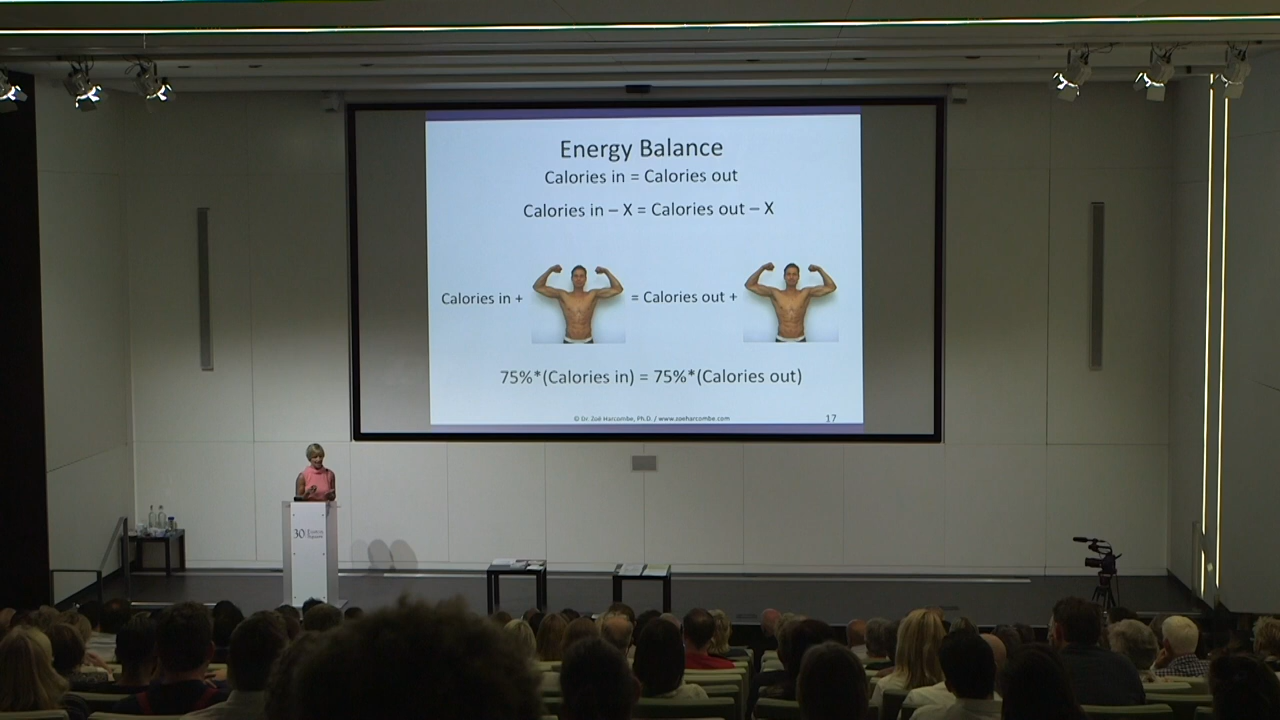 Energy Balance
Calories in = Calories out
Calories in – X = Calories out – X
Calories in + = Calories out +
75%*(Calories in) = 75%*(Calories out)
© Dr. Zoë Harcombe, Ph.D. / www.zoeharcombe.com 17
30